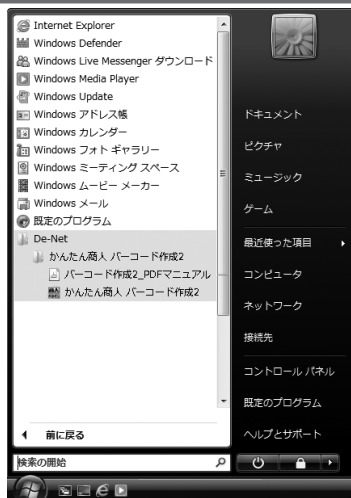 Internet Explorer
Windows Defender
Windows Live Messenger ダウンロード
Windows Media Player
Windows Update
Windows アドレス帳
Windows カレンダー
Windows フォト ギャラリー
Windows ミーティング スペース
Windows ムービー メーカー
Windows メール
既定のプログラム
De-Net
かんたん商人 バーコード作成2
バーコード作成2_PDFマニュアル
かんたん商人 バーコード作成2
前に戻る
検索の開始
ドキュメント
ピクチャ
ミュージック
ゲーム
最近使った項目
コンピュータ
ネットワーク
接続先
コントロール パネル
既定のプログラム
ヘルプとサポート